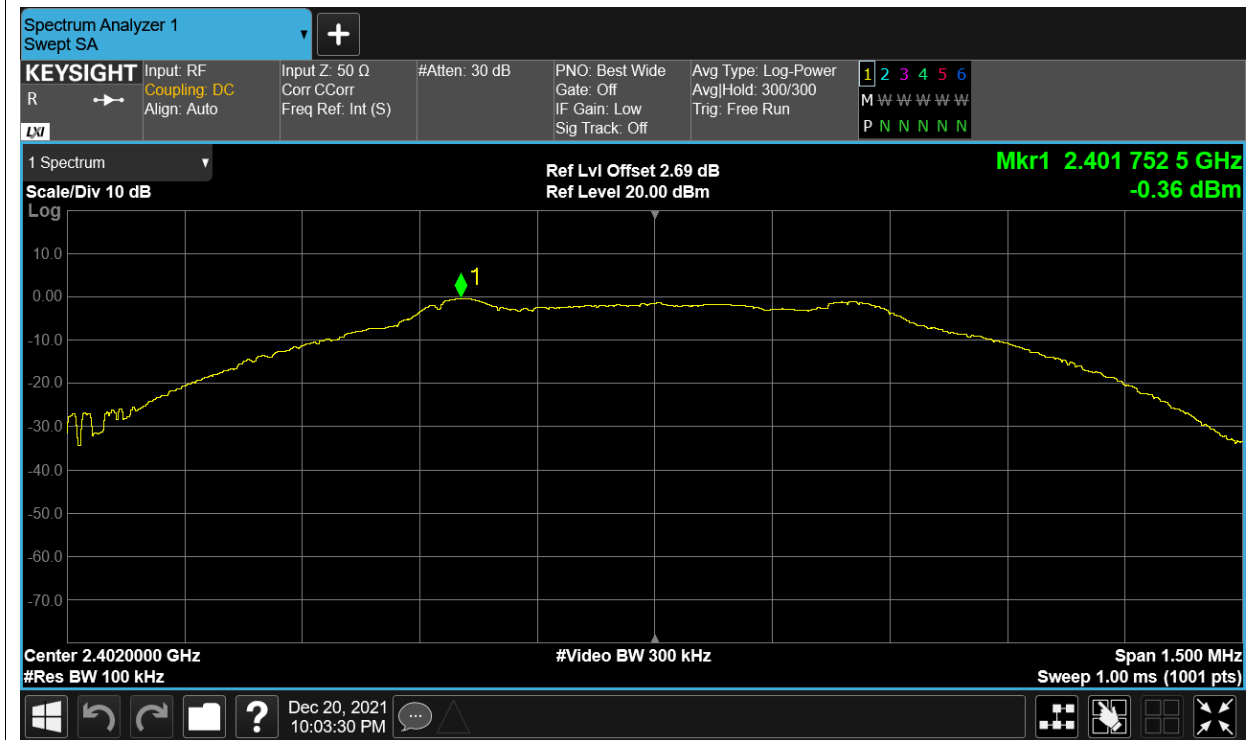 Spectrum Analyzer 1
Swept SA
+
KEYSIGHT
R
LXI
Input: RF
Coupling: DC
Align: Auto
Input Z: 50 Ω
Corr CCorr
Freq Ref: Int (S)
#Atten: 30 dB
PNO: Best Wide
Gate: Off
IF Gain: Low
Sig Track: Off
Avg Type: Log-Power
Avg|Hold: 300/300
Trig: Free Run
1 2 3 4 5 6
M W W W W W
P N N N N N
1 Spectrum
Scale/Div 10 dB
Log
Ref Lvl Offset 2.69 dB
Ref Level 20.00 dBm
Mkr1 2.401 752 5 GHz
-0.36 dBm
10.0
0.00
-10.0
-20.0
-30.0
-40.0
-50.0
-60.0
-70.0
1
Center 2.4020000 GHz
#Res BW 100 kHz
#Video BW 300 kHz
Span 1.500 MHz
Sweep 1.00 ms (1001 pts)
?
Dec 20, 2021
10:03:30 PM